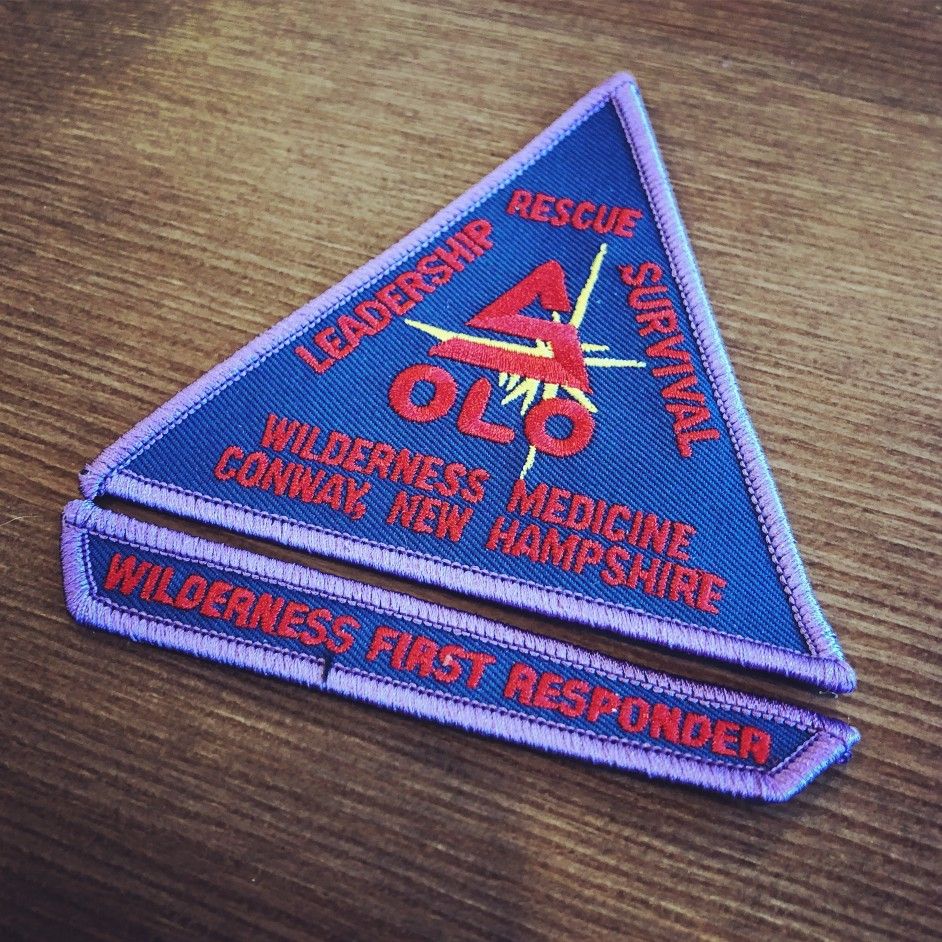 LEADERSHIP RESCUE SURVIVAL
SOLO
WILDERNESS MEDICINE
CONWAY, NEW HAMPSHIRE
WILDERNESS FIRST RESPONDER